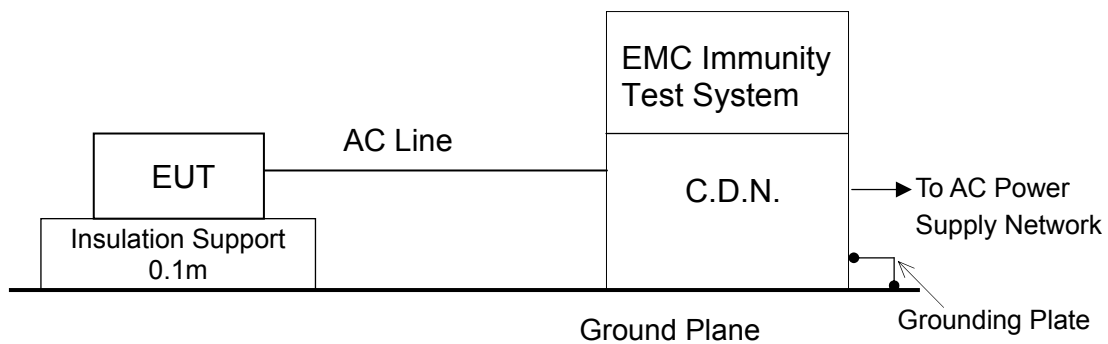 EMC Immunity
Test System
AC Line
EUT
C.D.N.
To AC Power
Supply Network
Insulation Support
0.1m
Ground Plane
Grounding Plate